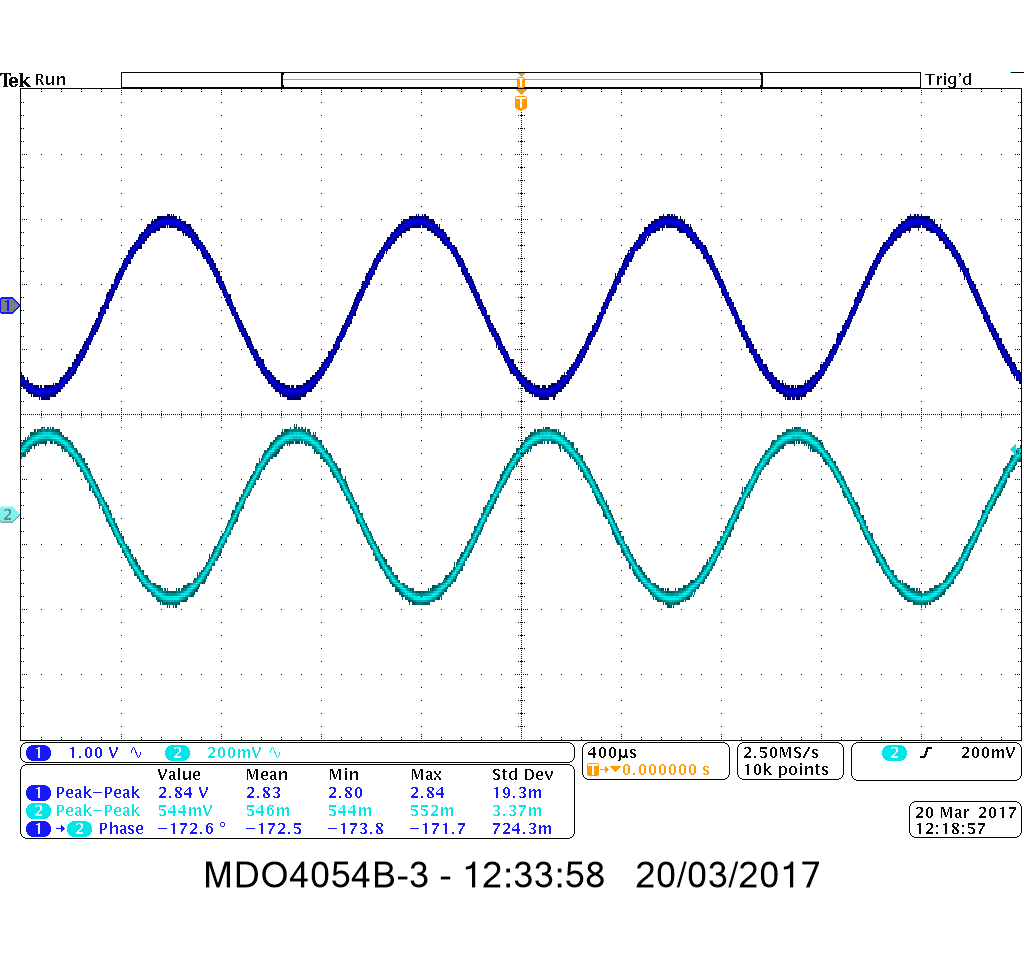 Tek Run Trig'd
T
T
1
2
1 1.00 V 2 200mV
400µs
T→▼0.000000 s
2.50MS/s
10k points
2 200mV
Value Mean Min Max Std Dev
1 Peak−Peak 2.84 V 2.83 2.80 2.84 19.3m
2 Peak−Peak 544mV 546m 544m 552m 3.37m
1 → 2 Phase −172.6 ° −172.5 −173.8 −171.7 724.3m
20 Mar 2017
12:18:57
MDO4054B-3 - 12:33:58 20/03/2017